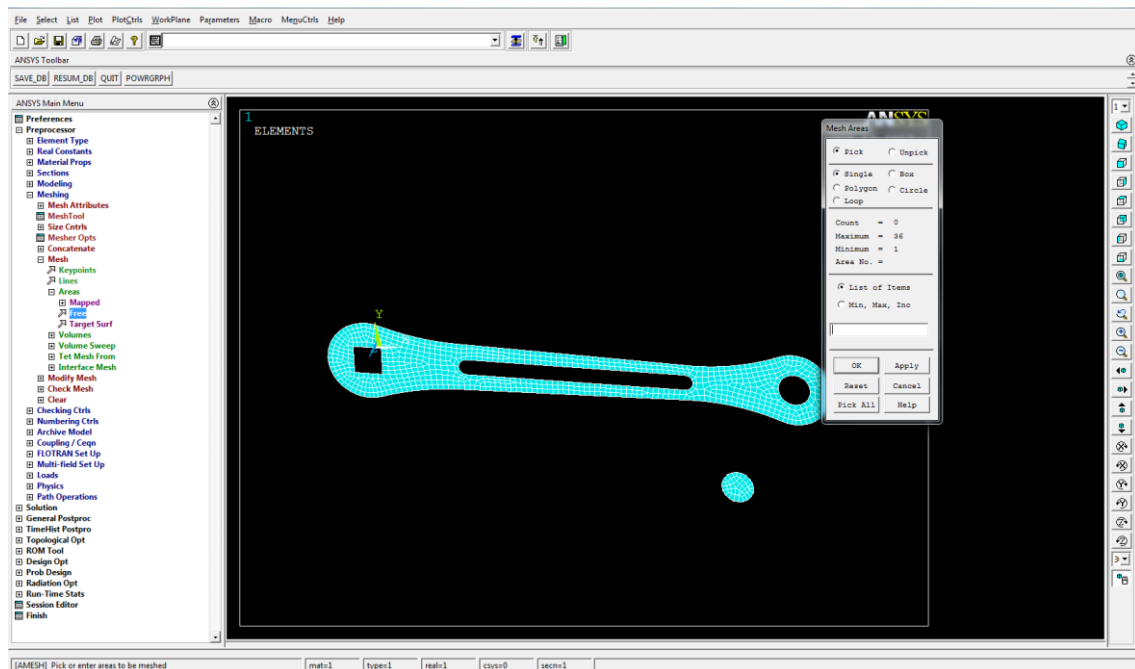 File Select List Plot PlotCtrls WorkPlane Parameters Macro MenuCtrls Help
ANSYS Toolbar
SAVE_DB RESUM_DB QUIT POWRGRPH
ANSYS Main Menu
Preferences
Preprocessor
Element Type
Real Constants
Material Props
Sections
Modeling
Meshing
Mesh Attributes
MeshTool
Size Cntrls
Mesher Opts
Concatenate
Mesh
Keypoints
Lines
Areas
Mapped
Free
Target Surf
Volumes
Volume Sweep
Tet Mesh From
Interface Mesh
Modify Mesh
Check Mesh
Clear
Checking Ctrls
Numbering Ctrls
Archive Model
Coupling / Ceqn
FLOTRAN Set Up
Multi-field Set Up
Loads
Physics
Path Operations
Solution
General Postproc
TimeHist Postpro
Topological Opt
ROM Tool
Design Opt
Prob Design
Radiation Opt
Run-Time Stats
Session Editor
Finish
1
ELEMENTS
ANSYS
Y
Mesh Areas
Pick Unpick
Single Box
Polygon Circle
Loop
Count = 0
Maximum = 36
Minimum = 1
Area No. =
List of Items
Min, Max, Inc
OK Apply
Reset Cancel
Pick All Help
1
3
[AMESH] Pick or enter areas to be meshed mat=1 type=1 real=1 csys=0 secn=1